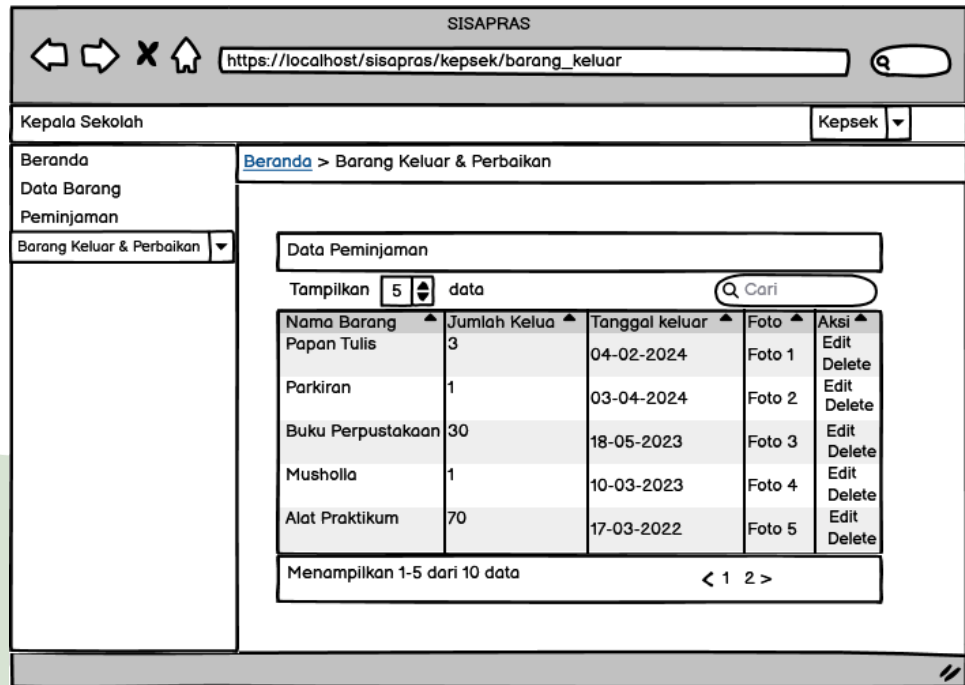 SISAPRAS
https://localhost/sisapras/kepsek/barang_keluar
Kepala Sekolah
Kepsek
Beranda
Data Barang
Peminjaman
Barang Keluar & Perbaikan
Beranda > Barang Keluar & Perbaikan
Data Peminjaman
Tampilkan 5 data
Cari
Nama Barang Jumlah Kelua Tanggal keluar Foto Aksi
Papan Tulis 3 04-02-2024 Foto 1 Edit Delete
Parkiran 1 03-04-2024 Foto 2 Edit Delete
Buku Perpustakaan 30 18-05-2023 Foto 3 Edit Delete
Musholla 1 10-03-2023 Foto 4 Edit Delete
Alat Praktikum 70 17-03-2022 Foto 5 Edit Delete
Menampilkan 1-5 dari 10 data < 1 2 >